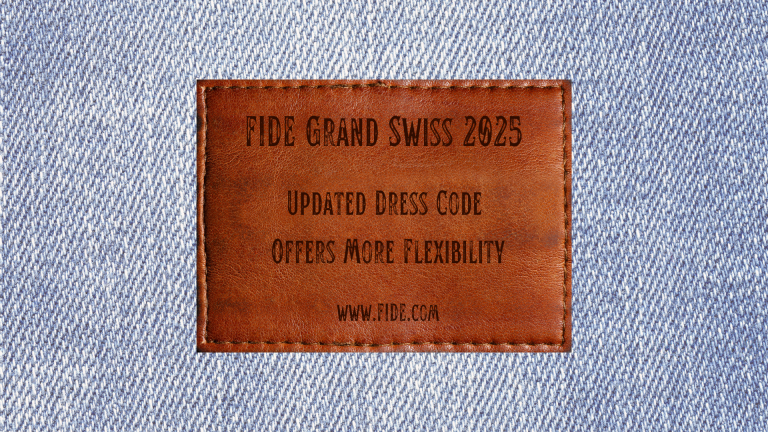 FIDE Grand Swiss 2025
Updated Dress Code
Offers More Flexibility
www.fide.com